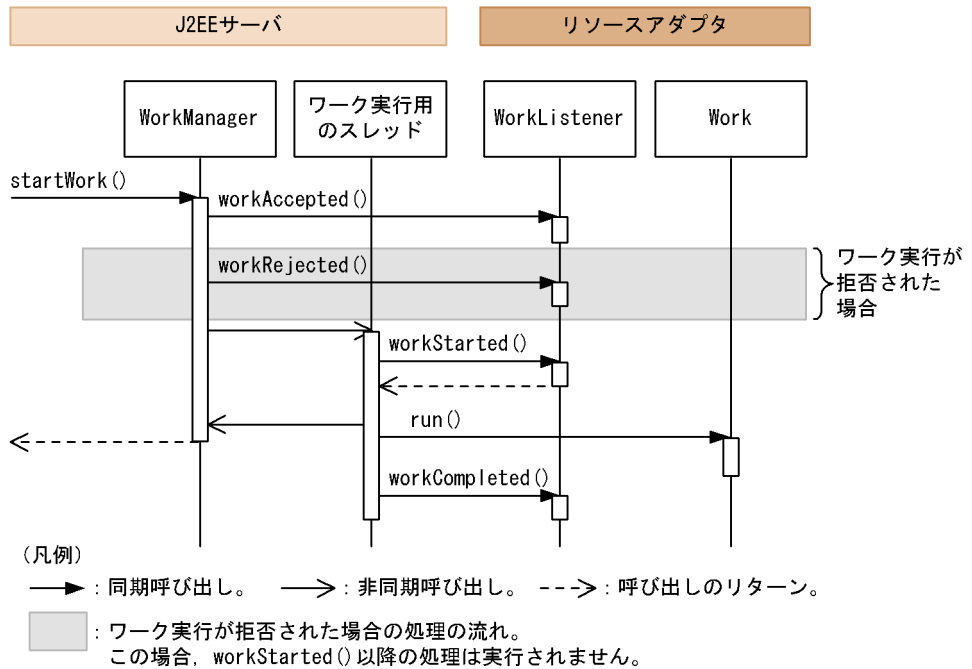 J2EEサーバ
リソースアダプタ
WorkManager
ワーク実行用
のスレッド
WorkListener
Work
startWork()
workAccepted()
workRejected()
ワーク実行が
拒否された
場合
workStarted()
run()
workCompleted()
(凡例)
:同期呼び出し。 :非同期呼び出し。 :呼び出しのリターン。
:ワーク実行が拒否された場合の処理の流れ。
この場合,workStarted()以降の処理は実行されません。